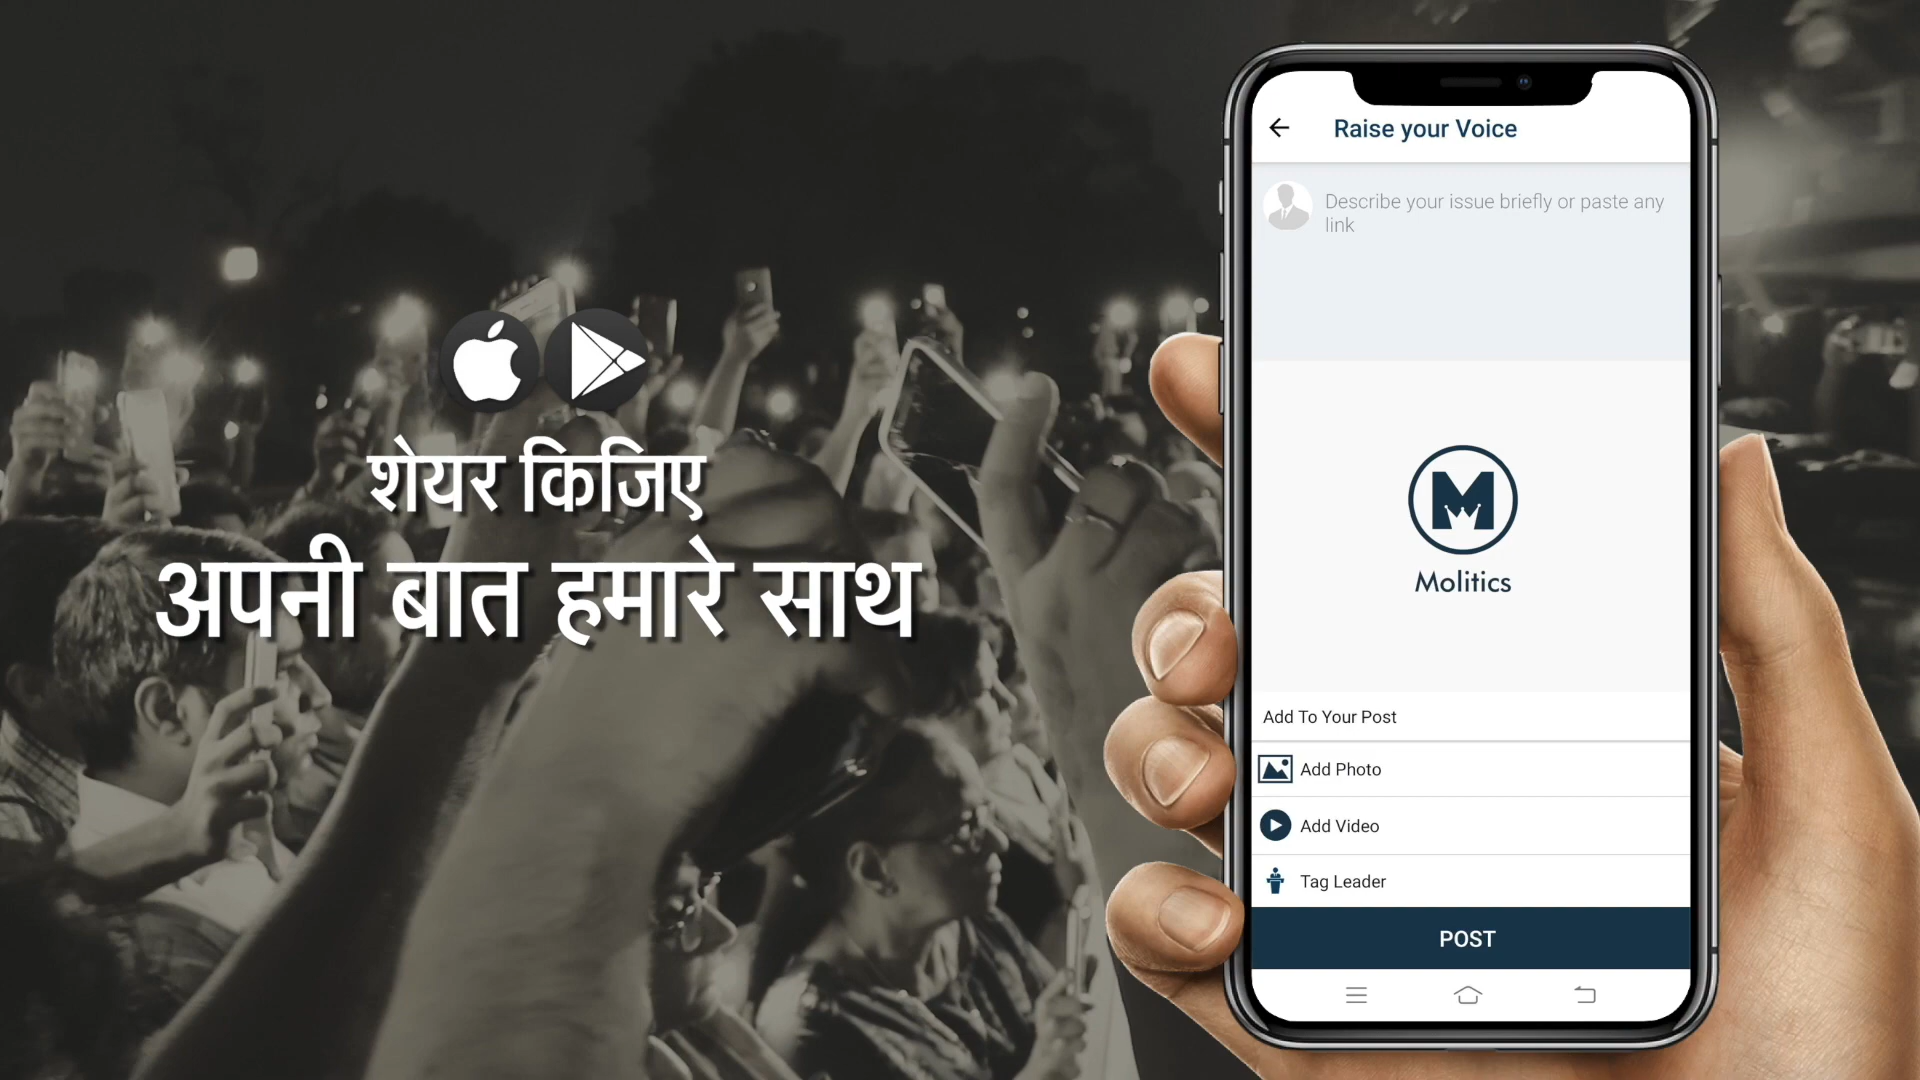 शेयर किजिए
अपनी बात हमारे साथ
Raise your Voice
Describe your issue briefly or paste any
link
M
Molitics
Add To Your Post
Add Photo
Add Video
Tag Leader
POST